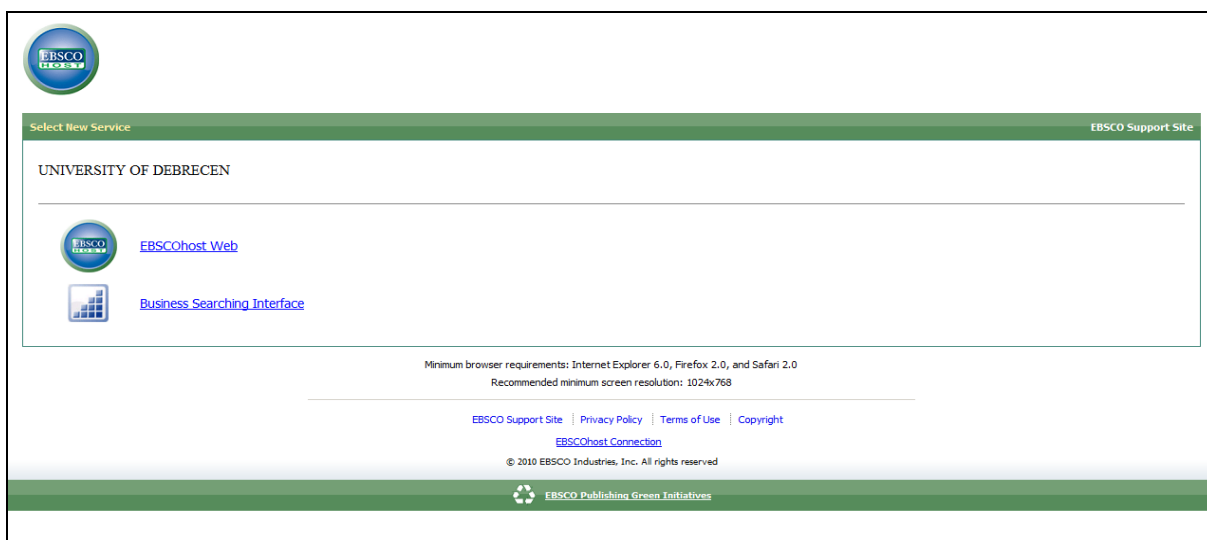 EBSCO
HOST
Select New Service EBSCO Support Site
UNIVERSITY OF DEBRECEN
EBSCO
HOST
EBSCOhost Web
Business Searching Interface
Minimum browser requirements: Internet Explorer 6.0, Firefox 2.0, and Safari 2.0
Recommended minimum screen resolution: 1024x768
EBSCO Support Site Privacy Policy Terms of Use Copyright
EBSCOhost Connection
© 2010 EBSCO Industries, Inc. All rights reserved
EBSCO Publishing Green Initiatives